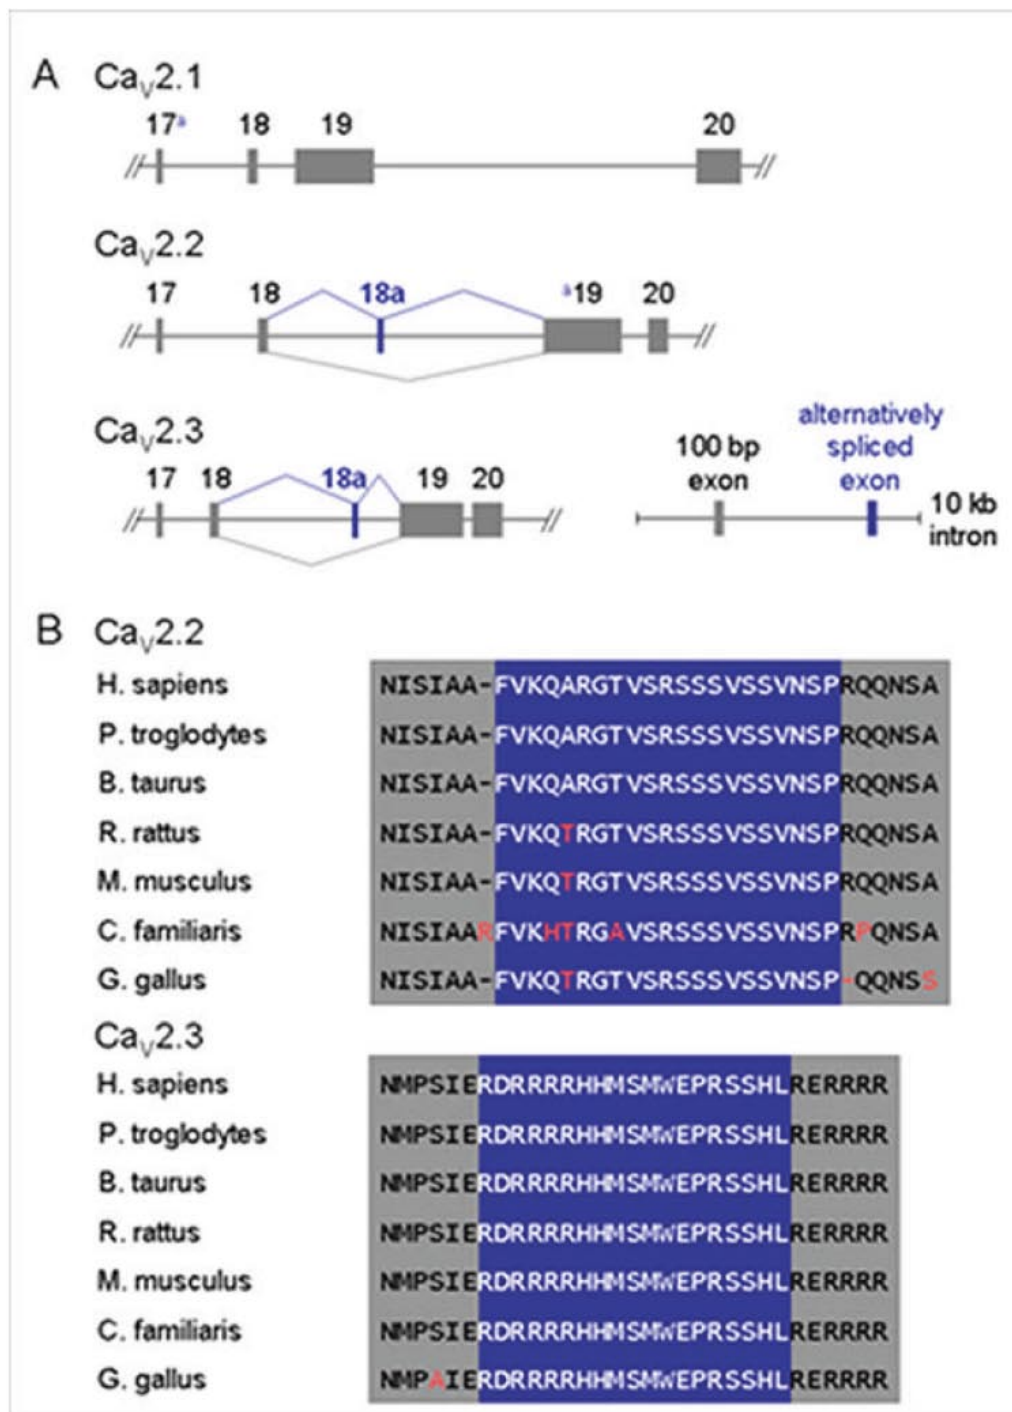 A CaV2.1
17a 18 19 20
CaV2.2
17 18 18a a19 20
CaV2.3
17 18 18a 19 20
alternatively
spliced
exon
100 bp
exon
10 kb
intron
B CaV2.2
H. sapiens NISIAA-FVKQARGTVSRSSSVSSVNSPRQQNSA
P. troglodytes NISIAA-FVKQARGTVSRSSSVSSVNSPRQQNSA
B. taurus NISIAA-FVKQARGTVSRSSSVSSVNSPRQQNSA
R. rattus NISIAA-FVKQTRGTVSRSSSVSSVNSPRQQNSA
M. musculus NISIAA-FVKQTRGTVSRSSSVSSVNSPRQQNSA
C. familiaris NISIAARFVKHTRGAVSRSSSVSSVNSPRPQNSA
G. gallus NISIAA-FVKQTRGTVSRSSSVSSVNSP-QQNSS
CaV2.3
H. sapiens NMPSIERDRRRRHHMSMWEPRSSHLRERRRR
P. troglodytes NMPSIERDRRRRHHMSMWEPRSSHLRERRRR
B. taurus NMPSIERDRRRRHHMSMWEPRSSHLRERRRR
R. rattus NMPSIERDRRRRHHMSMWEPRSSHLRERRRR
M. musculus NMPSIERDRRRRHHMSMWEPRSSHLRERRRR
C. familiaris NMPSIERDRRRRHHMSMWEPRSSHLRERRRR
G. gallus NMPAIERDRRRRHHMSMWEPRSSHLRERRRR